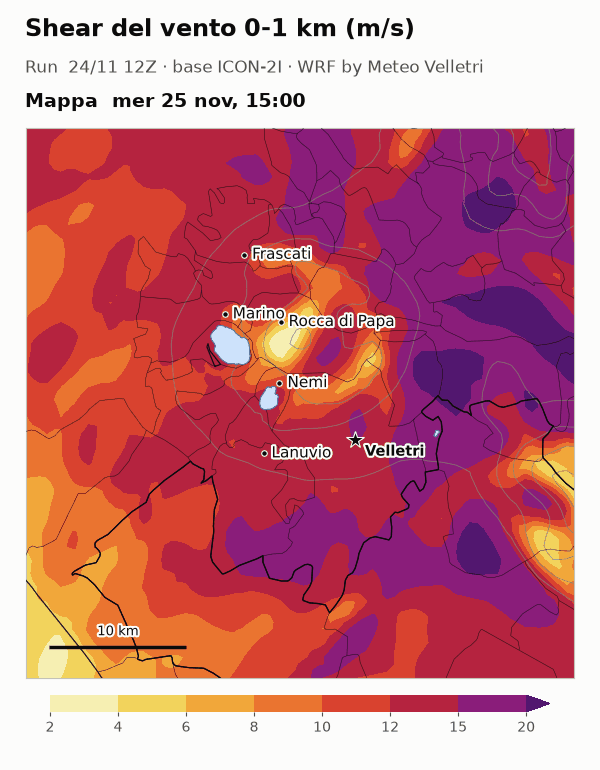 Shear del vento 0-1 km (m/s)
Run  24/11 12Z · base ICON-2I · WRF by Meteo Velletri
Mappa  mer 25 nov, 15:00
Frascati
Marino
Rocca di Papa
Nemi
Velletri
Lanuvio
10 km
2 4 6 8 10 12 15 20